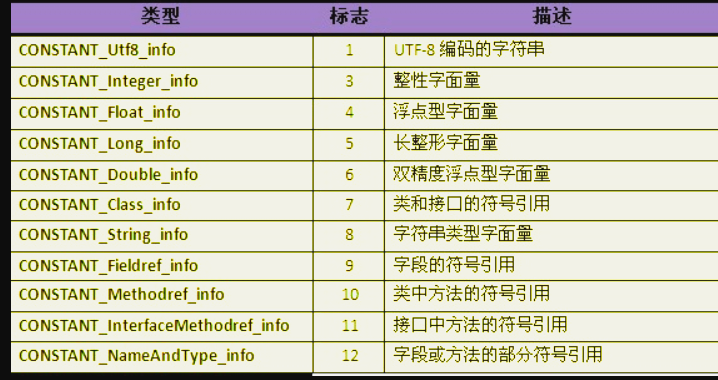 类型 标志 描述
CONSTANT_Utf8_info 1 UTF-8 编码的字符串
CONSTANT_Integer_info 3 整性字面量
CONSTANT_Float_info 4 浮点型字面量
CONSTANT_Long_info 5 长整形字面量
CONSTANT_Double_info 6 双精度浮点型字面量
CONSTANT_Class_info 7 类和接口的符号引用
CONSTANT_String_info 8 字符串类型字面量
CONSTANT_Fieldref_info 9 字段的符号引用
CONSTANT_Methodref_info 10 类中方法的符号引用
CONSTANT_InterfaceMethodref_info 11 接口中方法的符号引用
CONSTANT_NameAndType_info 12 字段或方法的部分符号引用